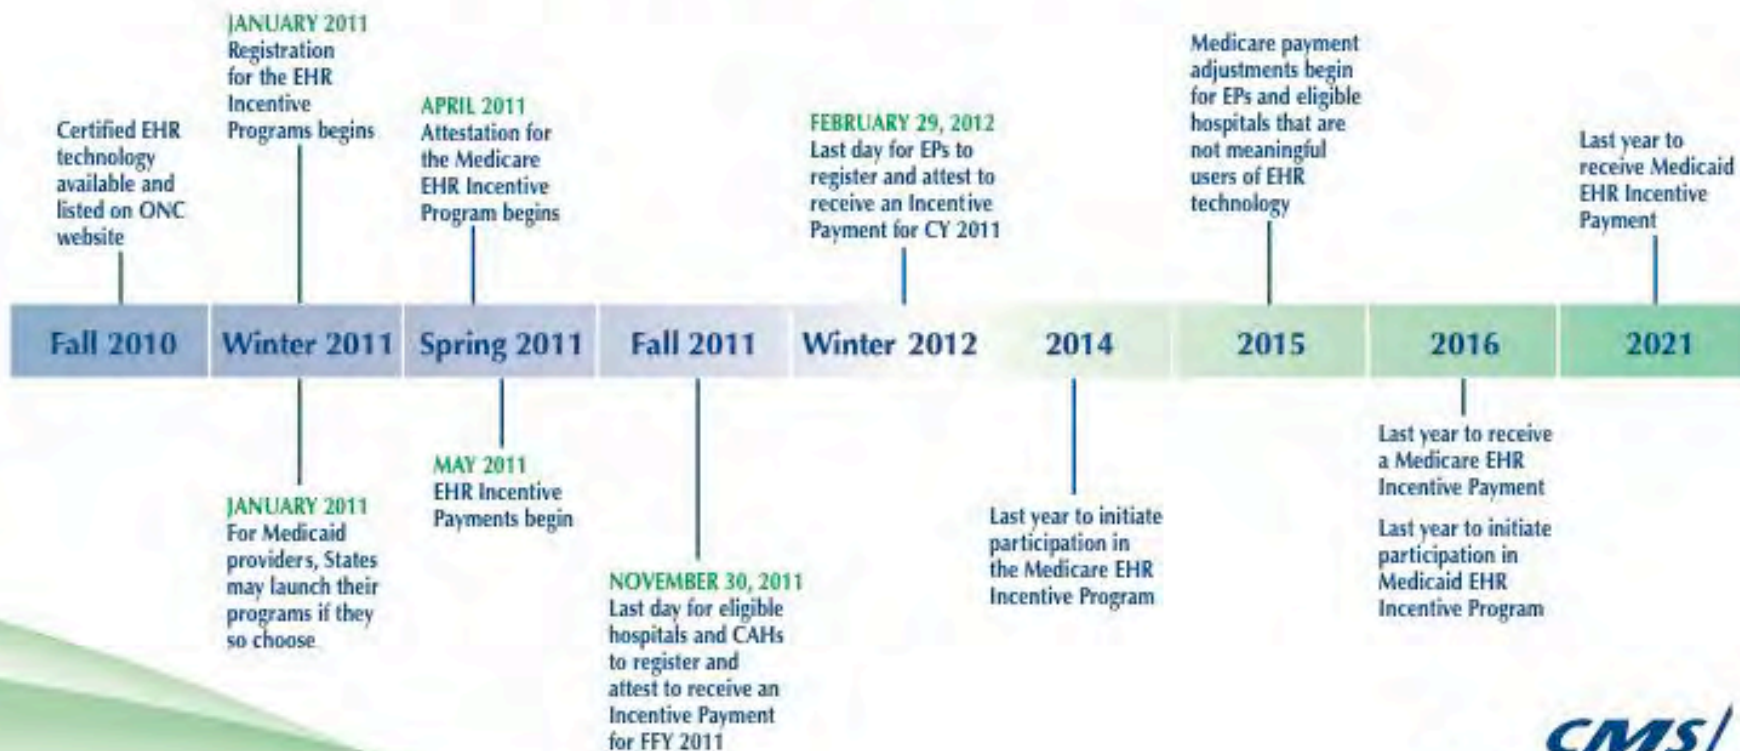 JANUARY 2011
Registration
for the EHR
Incentive
Programs begins
Certified EHR
technology
available and
listed on ONC
website
APRIL 2011
Attestation for
the Medicare
EHR Incentive
Program begins
FEBRUARY 29, 2012
Last day for EPs to
register and attest to
receive an Incentive
Payment for CY 2011
Medicare payment
adjustments begin
for EPs and eligible
hospitals that are
not meaningful
users of EHR
technology
Last year to
receive Medicaid
EHR Incentive
Payment
Fall 2010
Winter 2011
Spring 2011
Fall 2011
Winter 2012
2014
2015
2016
2021
JANUARY 2011
For Medicaid
providers, States
may launch their
programs if they
so choose
MAY 2011
EHR Incentive
Payments begin
NOVEMBER 30, 2011
Last day for eligible
hospitals and CAHs
to register and
attest to receive an
Incentive Payment
for FFY 2011
Last year to initiate
participation in
the Medicare EHR
Incentive Program
Last year to receive
a Medicare EHR
Incentive Payment
Last year to initiate
participation in
Medicaid EHR
Incentive Program
CMS